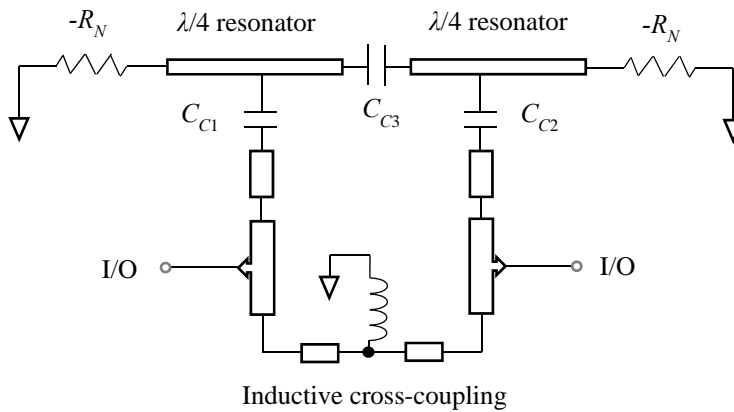 -R_N
λ/4 resonator
λ/4 resonator
-R_N
C_C1
C_C3
C_C2
I/O
I/O
Inductive cross-coupling